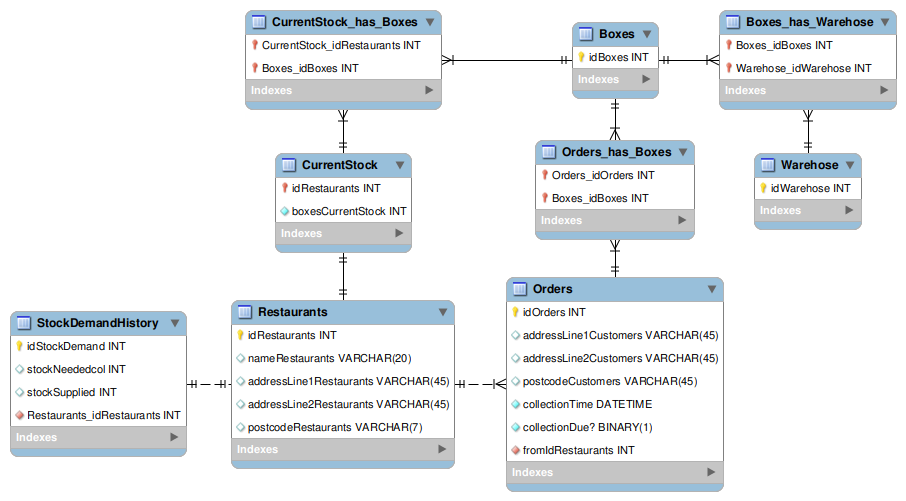 CurrentStock_has_Boxes
CurrentStock_idRestaurants INT
Boxes_idBoxes INT
Indexes
Boxes
idBoxes INT
Indexes
Boxes_has_Warehose
Boxes_idBoxes INT
Warehose_idWarehose INT
Indexes
CurrentStock
idRestaurants INT
boxesCurrentStock INT
Indexes
Orders_has_Boxes
Orders_idOrders INT
Boxes_idBoxes INT
Indexes
Warehose
idWarehose INT
Indexes
StockDemandHistory
idStockDemand INT
stockNeededcol INT
stockSupplied INT
Restaurants_idRestaurants INT
Indexes
Restaurants
idRestaurants INT
nameRestaurants VARCHAR(20)
addressLine1Restaurants VARCHAR(45)
addressLine2Restaurants VARCHAR(45)
postcodeRestaurants VARCHAR(7)
Indexes
Orders
idOrders INT
addressLine1Customers VARCHAR(45)
addressLine2Customers VARCHAR(45)
postcodeCustomers VARCHAR(45)
collectionTime DATETIME
collectionDue? BINARY(1)
fromIdRestaurants INT
Indexes